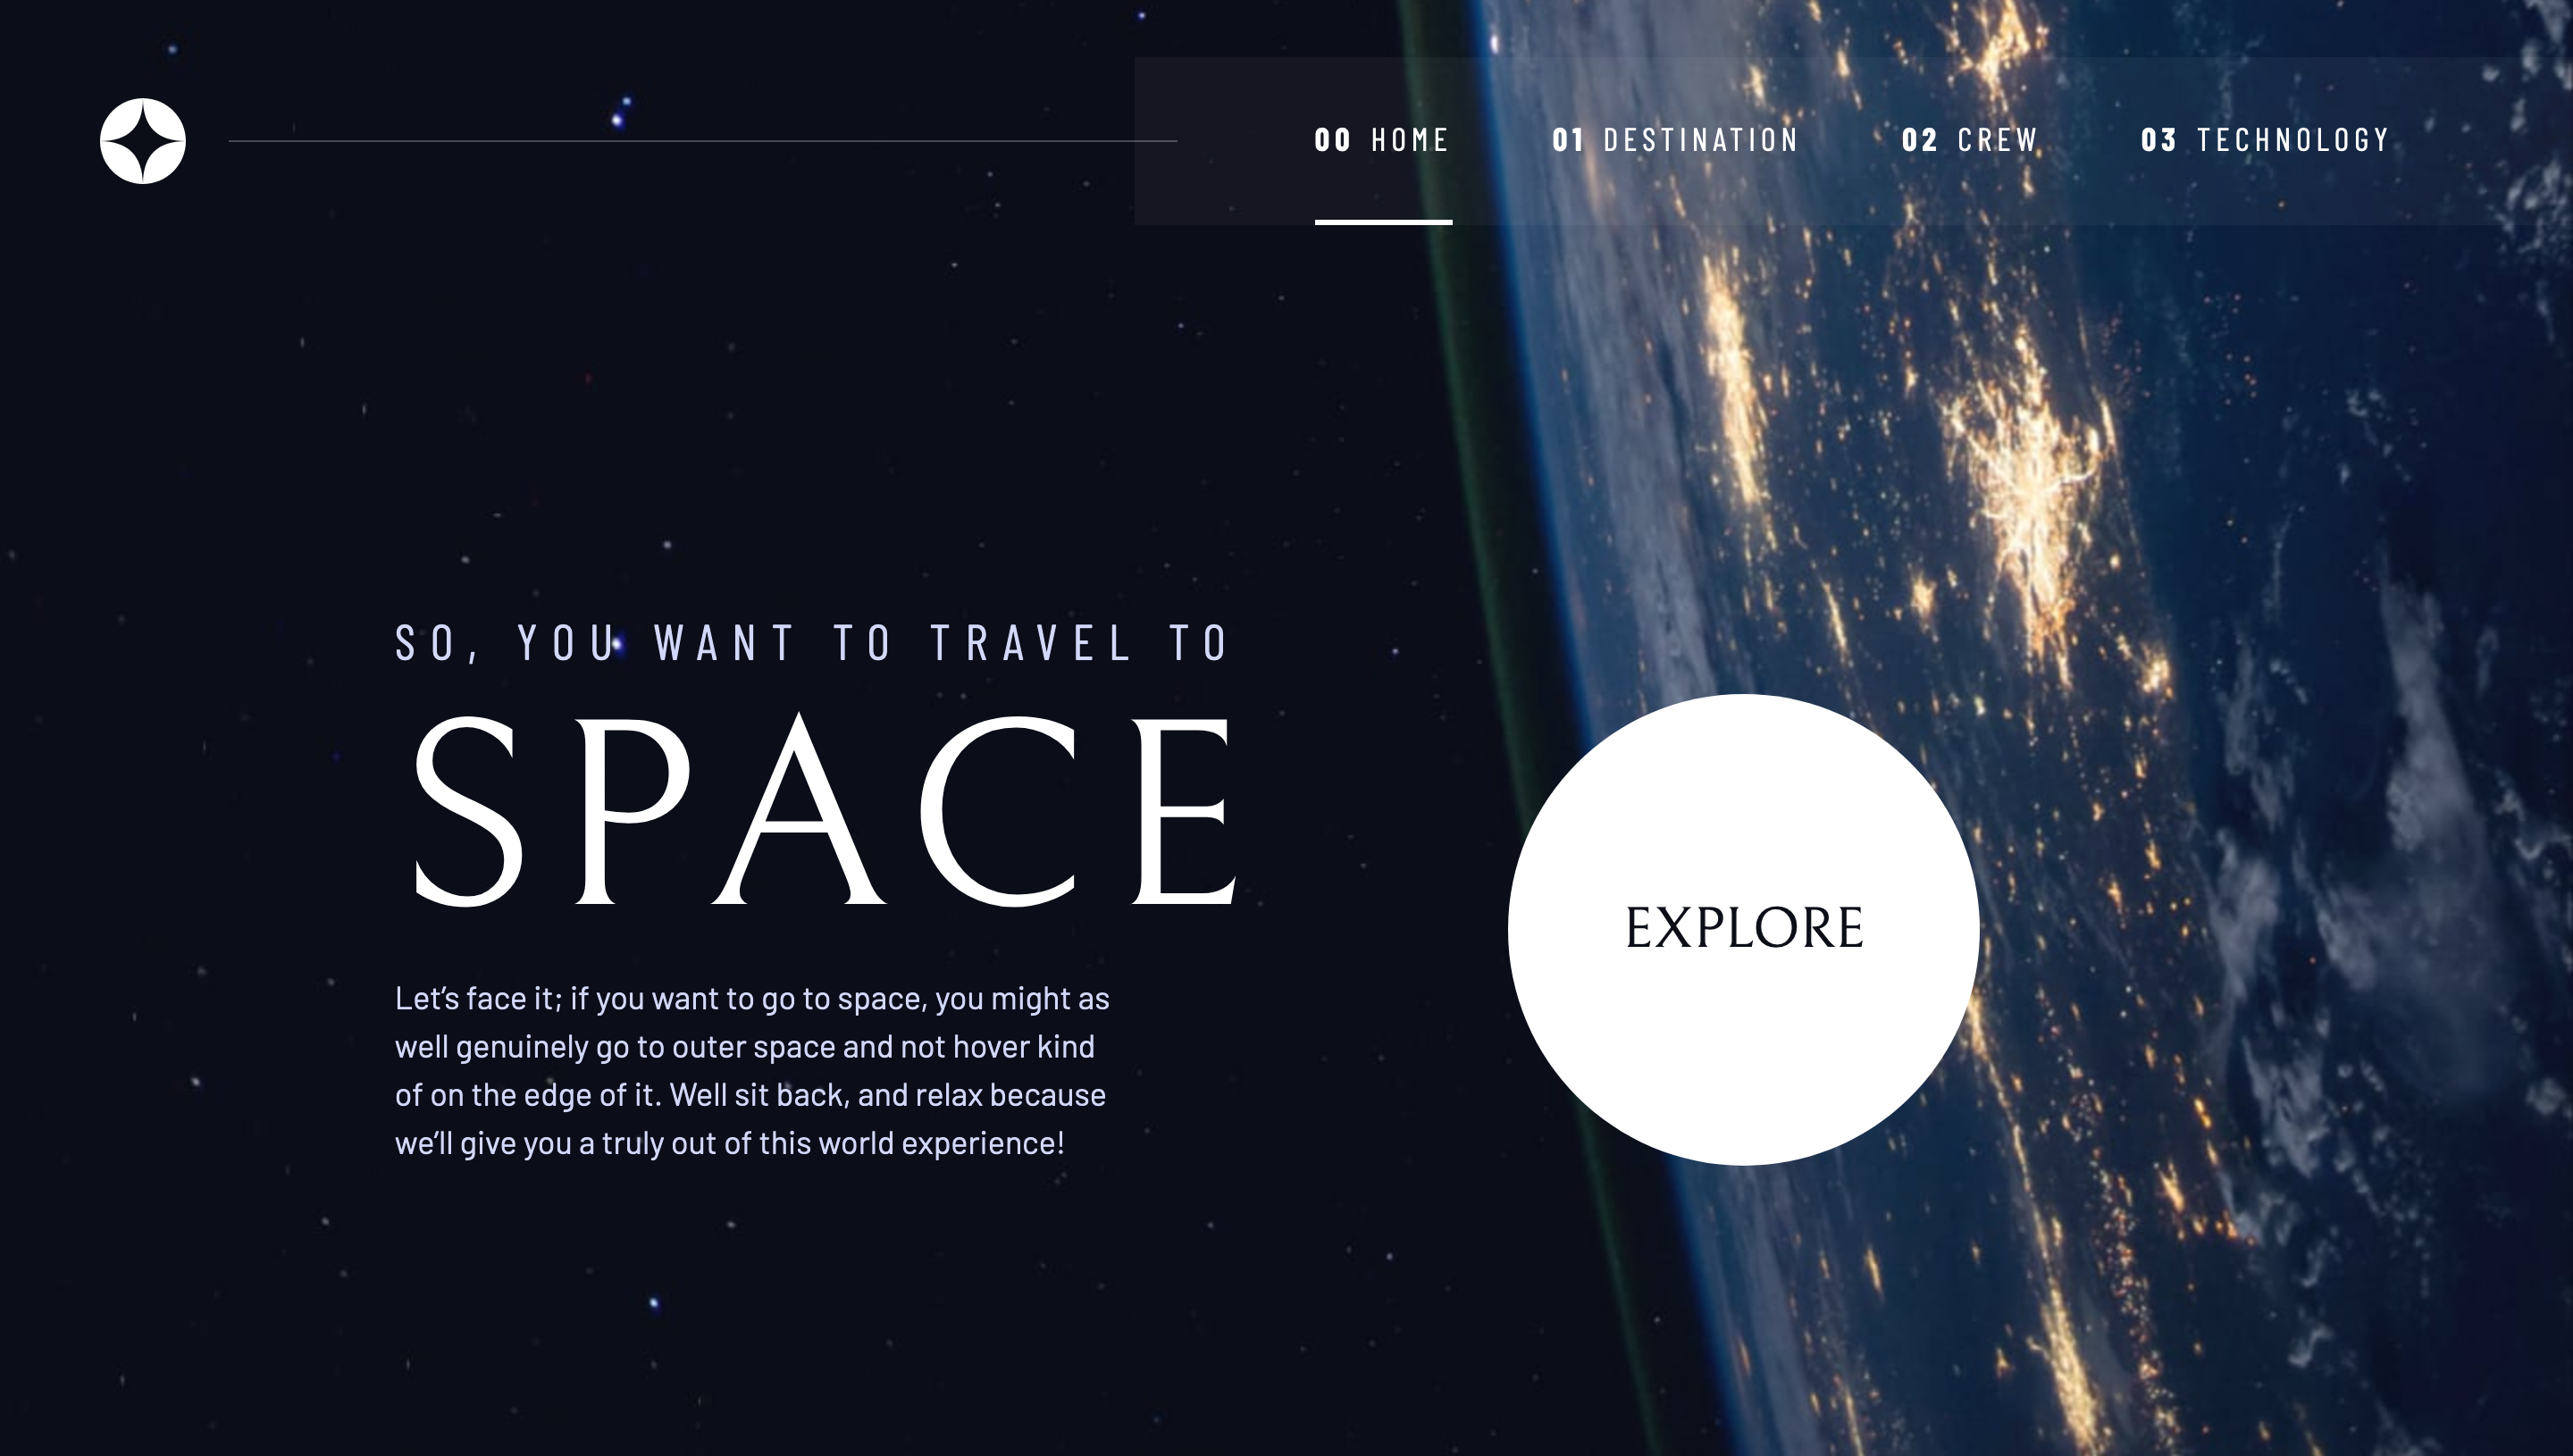 00 HOME 01 DESTINATION 02 CREW 03 TECHNOLOGY
SO, YOU WANT TO TRAVEL TO
SPACE
Let’s face it; if you want to go to space, you might as
well genuinely go to outer space and not hover kind
of on the edge of it. Well sit back, and relax because
we’ll give you a truly out of this world experience!
EXPLORE